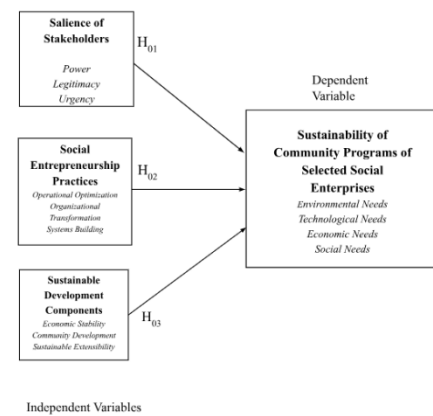 Salience of
Stakeholders
Power
Legitimacy
Urgency
H01
Social
Entrepreneurship
Practices
Operational Optimization
Organizational
Transformation
Systems Building
H02
Sustainable
Development
Components
Economic Stability
Community Development
Sustainable Extensibility
H03
Dependent
Variable
Sustainability of
Community Programs of
Selected Social
Enterprises
Environmental Needs
Technological Needs
Economic Needs
Social Needs
Independent Variables